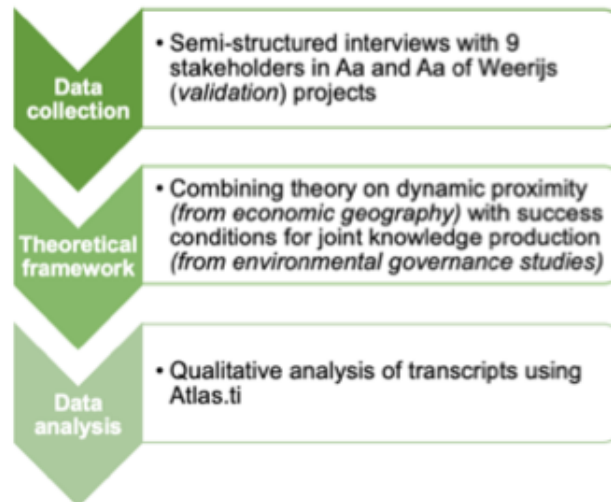 Data
collection
• Semi-structured interviews with 9
stakeholders in Aa and Aa of Weerijs
(validation) projects
Theoretical
framework
• Combining theory on dynamic proximity
(from economic geography) with success
conditions for joint knowledge production
(from environmental governance studies)
Data
analysis
• Qualitative analysis of transcripts using
Atlas.ti